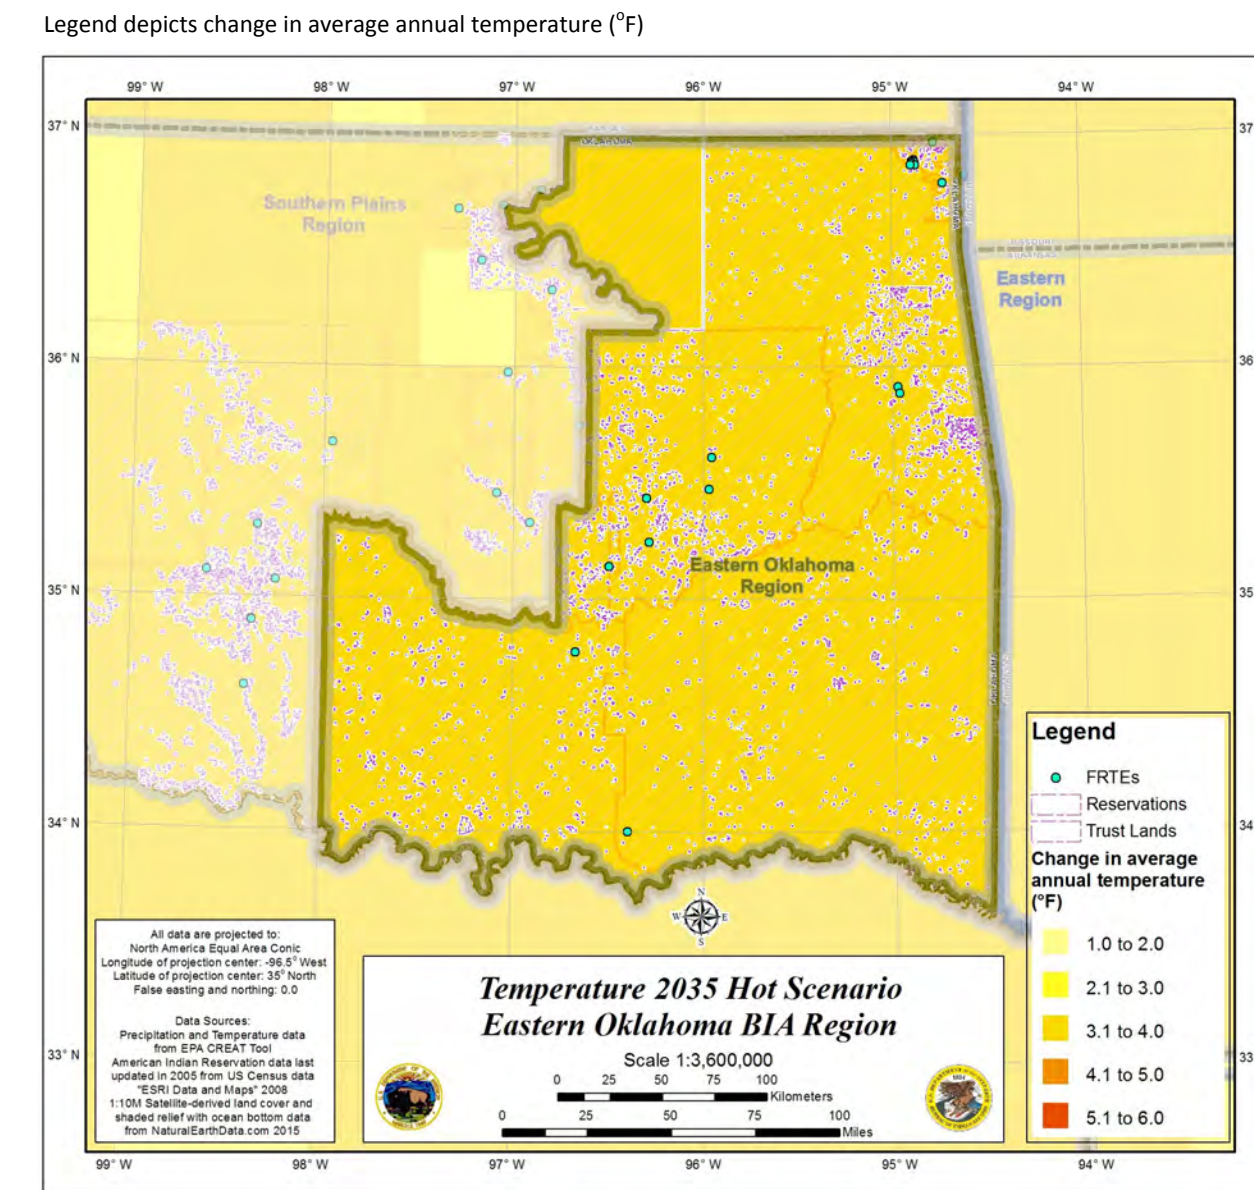 Legend depicts change in average annual temperature (°F)
99° W 98° W 97° W 96° W 95° W 94° W
37° N
37
KANSAS
OKLAHOMA
Southern Plains
Region
MISSOURI
ARKANSAS
Eastern
Region
36° N
36
Eastern Oklahoma
Region
35° N
35
34° N
34
33° N
33
Legend
FRTEs
Reservations
Trust Lands
Change in average
annual temperature
(°F)
1.0 to 2.0
2.1 to 3.0
3.1 to 4.0
4.1 to 5.0
5.1 to 6.0
N
W E
S
All data are projected to:
North America Equal Area Conic
Longitude of projection center: -96.5° West
Latitude of projection center: 35° North
False easting and northing: 0.0
Data Sources:
Precipitation and Temperature data
from EPA CREAT Tool
American Indian Reservation data last
updated in 2005 from US Census data
"ESRI Data and Maps" 2008
1:10M Satellite-derived land cover and
shaded relief with ocean bottom data
from NaturalEarthData.com 2015
Temperature 2035 Hot Scenario
Eastern Oklahoma BIA Region
Scale 1:3,600,000
0 25 50 75 100
Kilometers
0 25 50 75 100
Miles
99° W 98° W 97° W 96° W 95° W 94° W